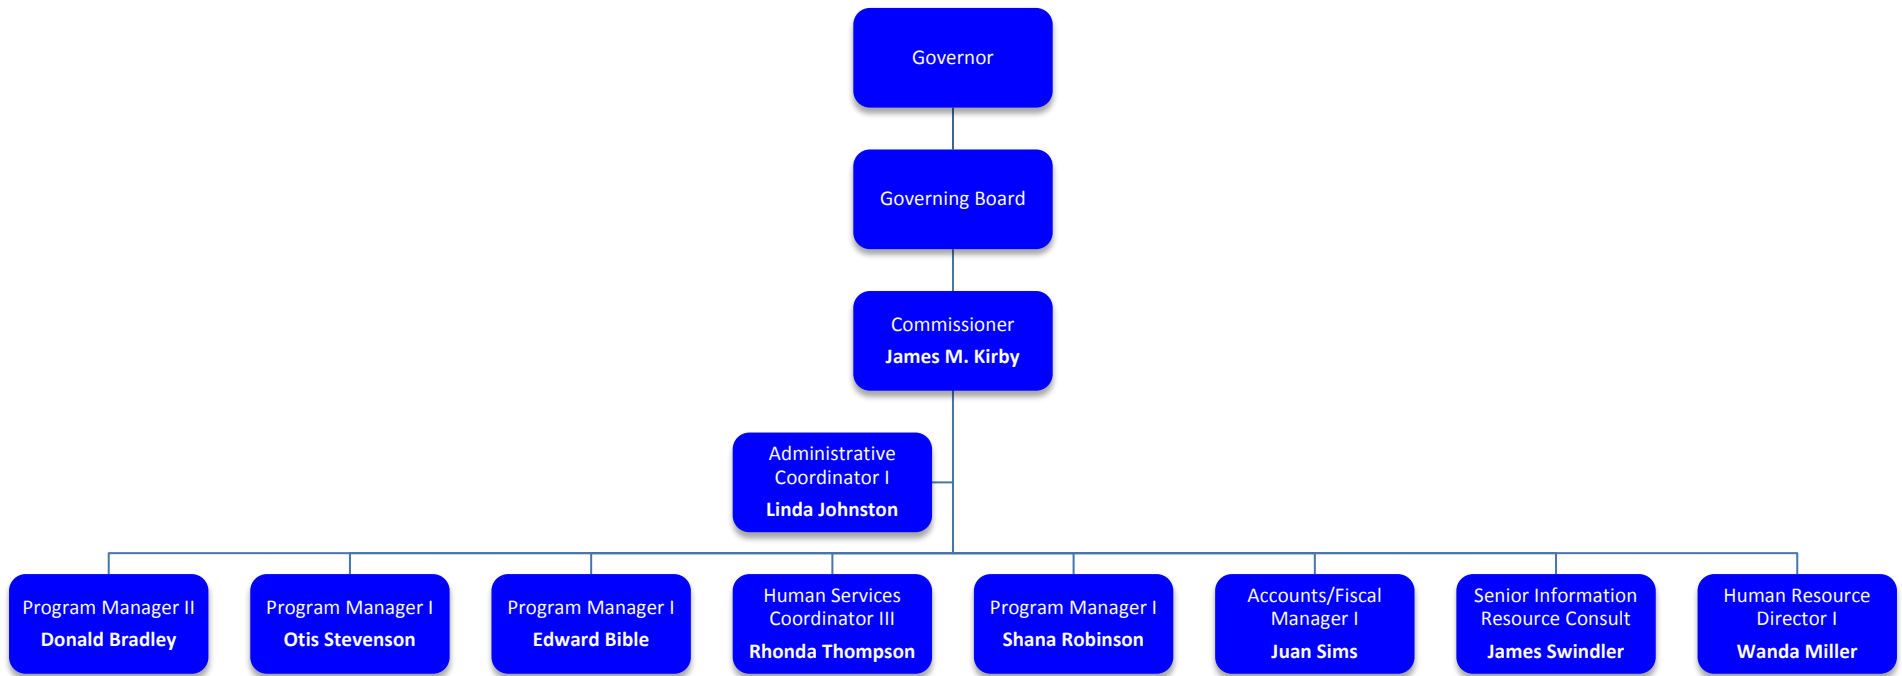 Governor
Governing Board
Commissioner
James M. Kirby
Administrative
Coordinator I
Linda Johnston
Program Manager II
Donald Bradley
Program Manager I
Otis Stevenson
Program Manager I
Edward Bible
Human Services
Coordinator III
Rhonda Thompson
Program Manager I
Shana Robinson
Accounts/Fiscal
Manager I
Juan Sims
Senior Information
Resource Consult
James Swindler
Human Resource
Director I
Wanda Miller